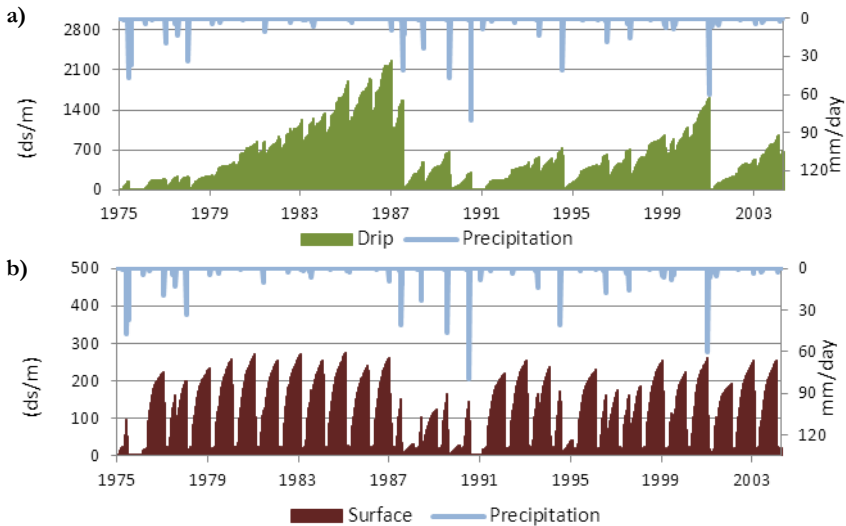 a)
2800
2100
1400
700
0
(ds/m)
0
30
60
90
120
mm/day
1975 1979 1983 1987 1991 1995 1999 2003
Drip Precipitation
b)
500
400
300
200
100
0
(ds/m)
0
30
60
90
120
mm/day
1975 1979 1983 1987 1991 1995 1999 2003
Surface Precipitation